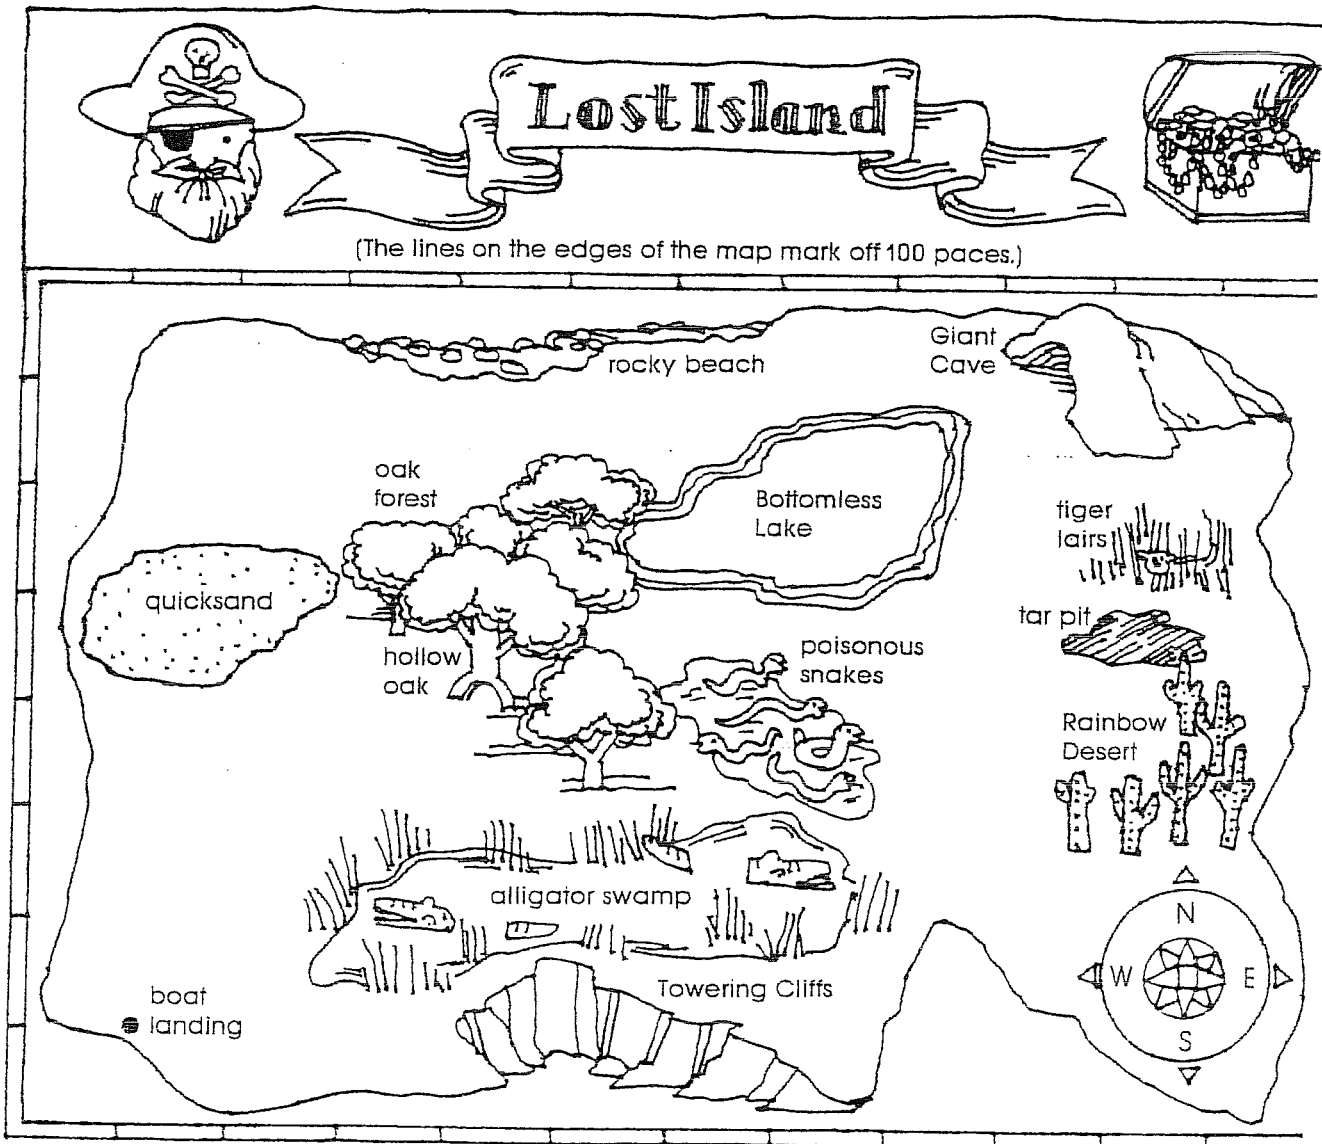 Lost Island
(The lines on the edges of the map mark off 100 paces.)
Giant
Cave
rocky beach
oak
forest
Bottomless
Lake
tiger
lairs
quicksand
tar pit
hollow
oak
poisonous
snakes
Rainbow
Desert
alligator swamp
Towering Cliffs
boat
landing
N
W
E
S